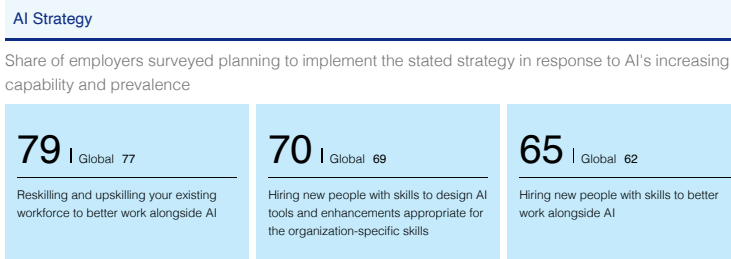 AI Strategy
Share of employers surveyed planning to implement the stated strategy in response to AI's increasing
capability and prevalence
79 Global 77
Reskilling and upskilling your existing
workforce to better work alongside AI
70 Global 69
Hiring new people with skills to design AI
tools and enhancements appropriate for
the organization-specific skills
65 Global 62
Hiring new people with skills to better
work alongside AI